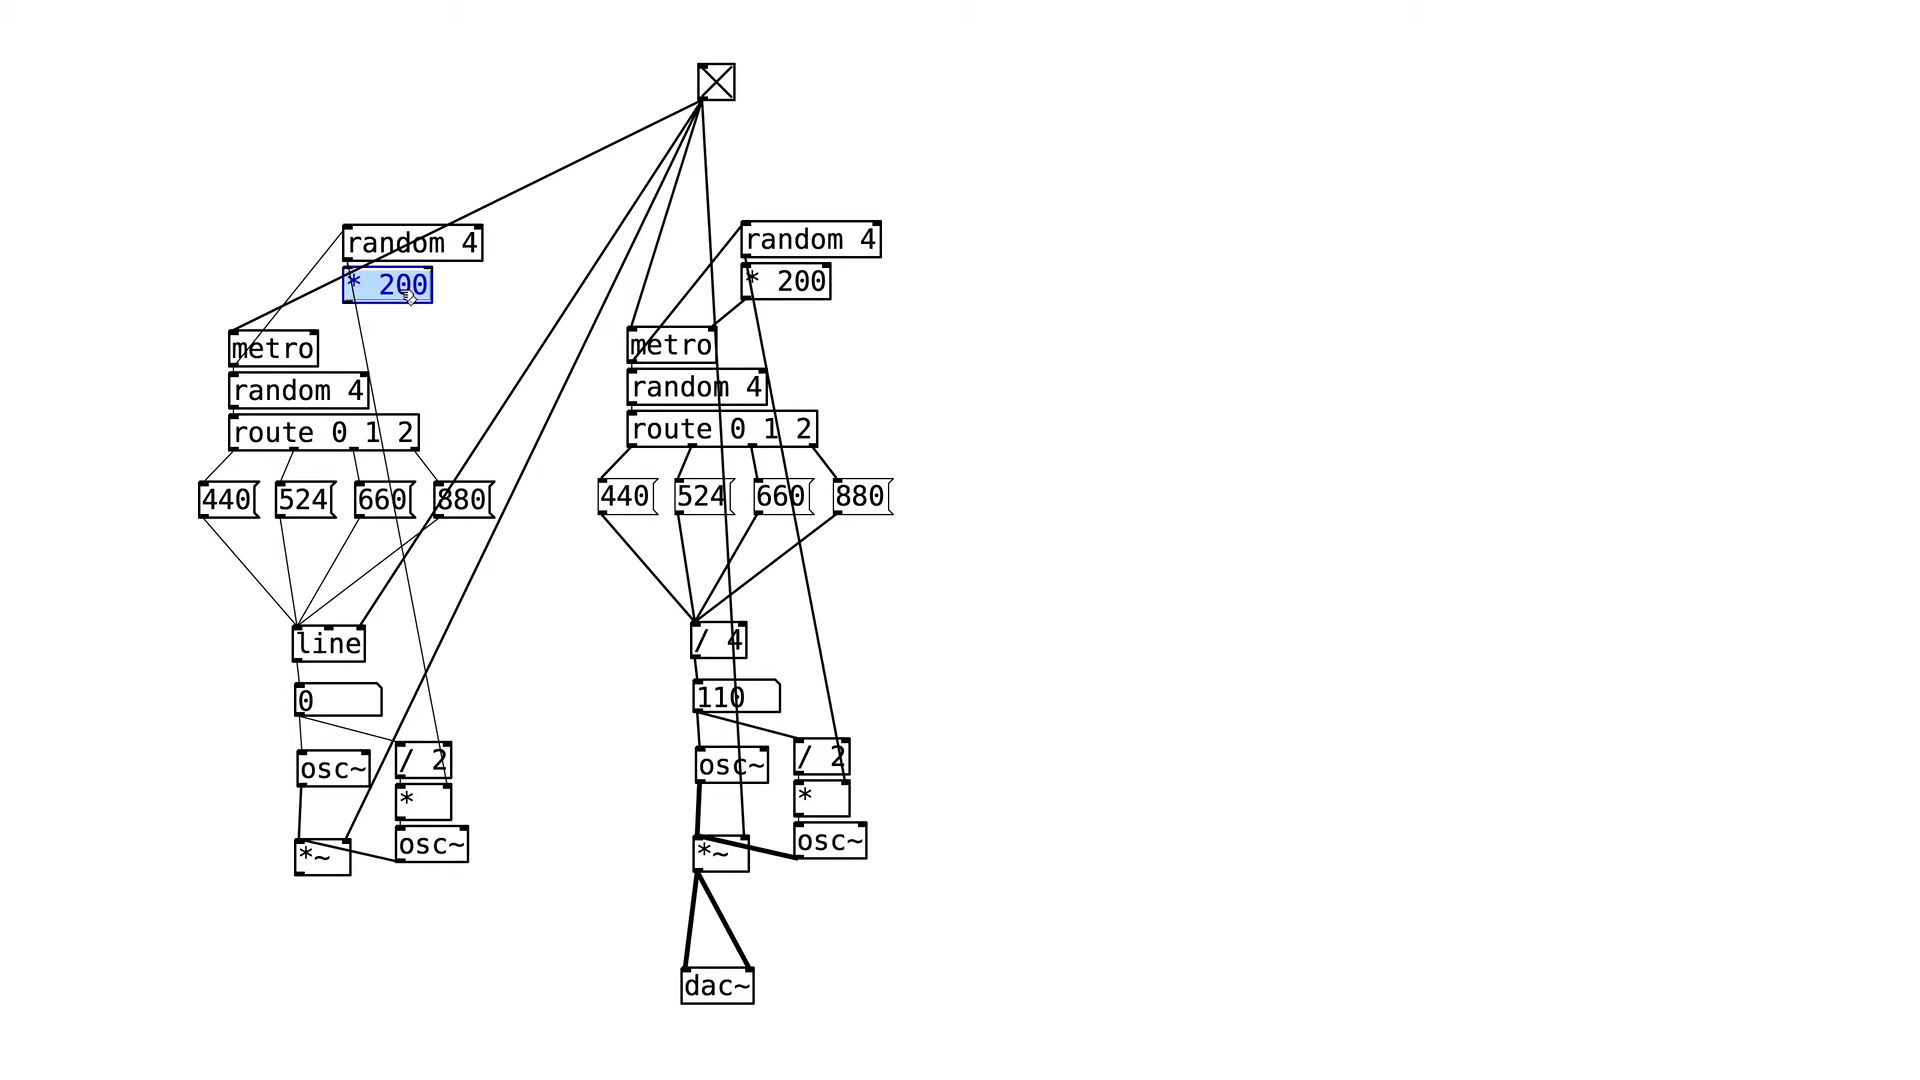 random 4
* 200
metro
random 4
route 0 1 2
440
524
660
880
line
0
osc~
/ 2
*
osc~
*~
random 4
* 200
metro
random 4
route 0 1 2
440
524
660
880
/ 4
110
osc~
/ 2
*
osc~
*~
dac~